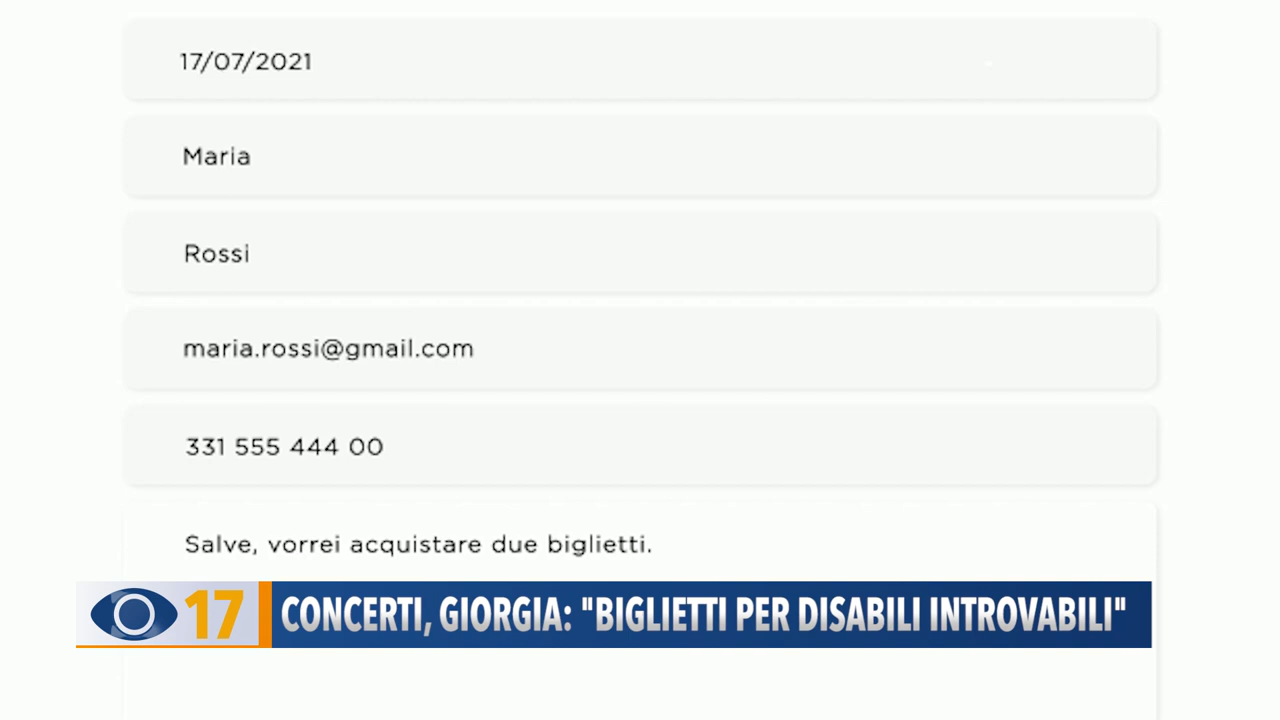 17/07/2021
Maria
Rossi
maria.rossi@gmail.com
331 555 444 00
Salve, vorrei acquistare due biglietti.
17 CONCERTI, GIORGIA: "BIGLIETTI PER DISABILI INTROVABILI"